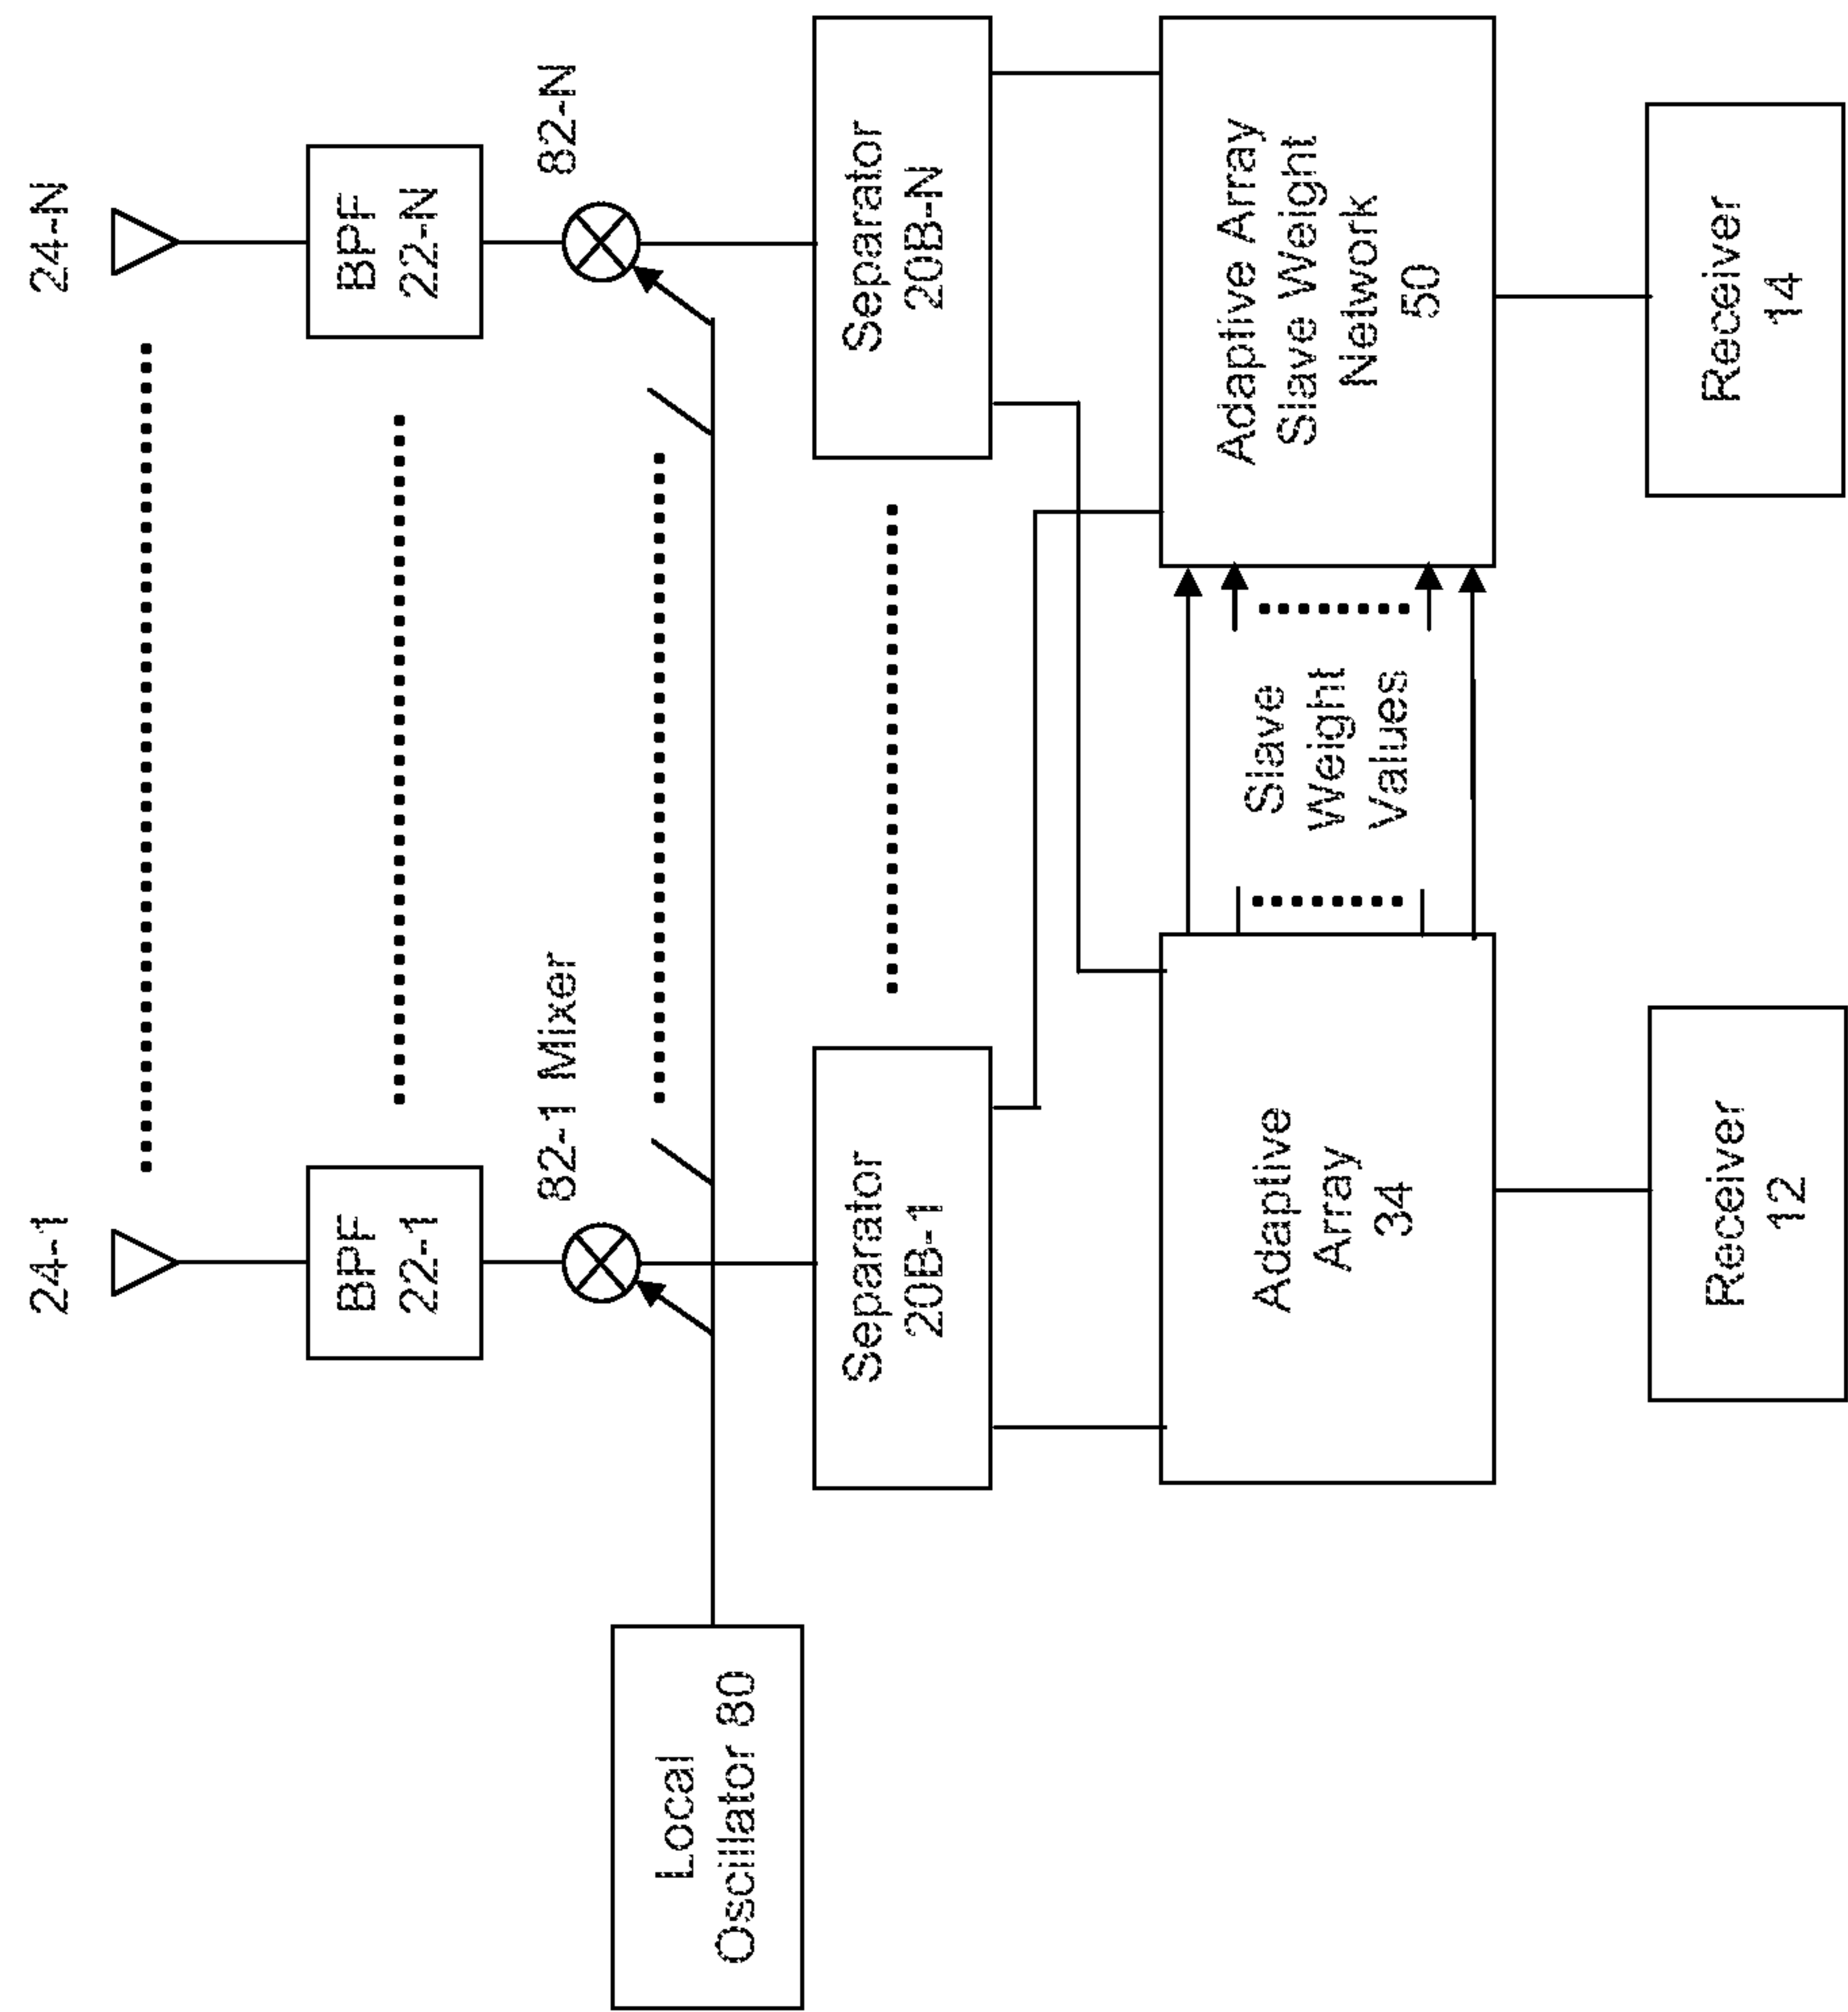 24-1
24-N
BPF
22-1
BPF
22-N
82-1 Mixer
82-N
Local
Oscillator 80
Separator
20B-1
Separator
20B-N
Adaptive
Array
34
Slave
Weight
Values
Adaptive Array
Slave Weight
Network
50
Receiver
12
Receiver
14